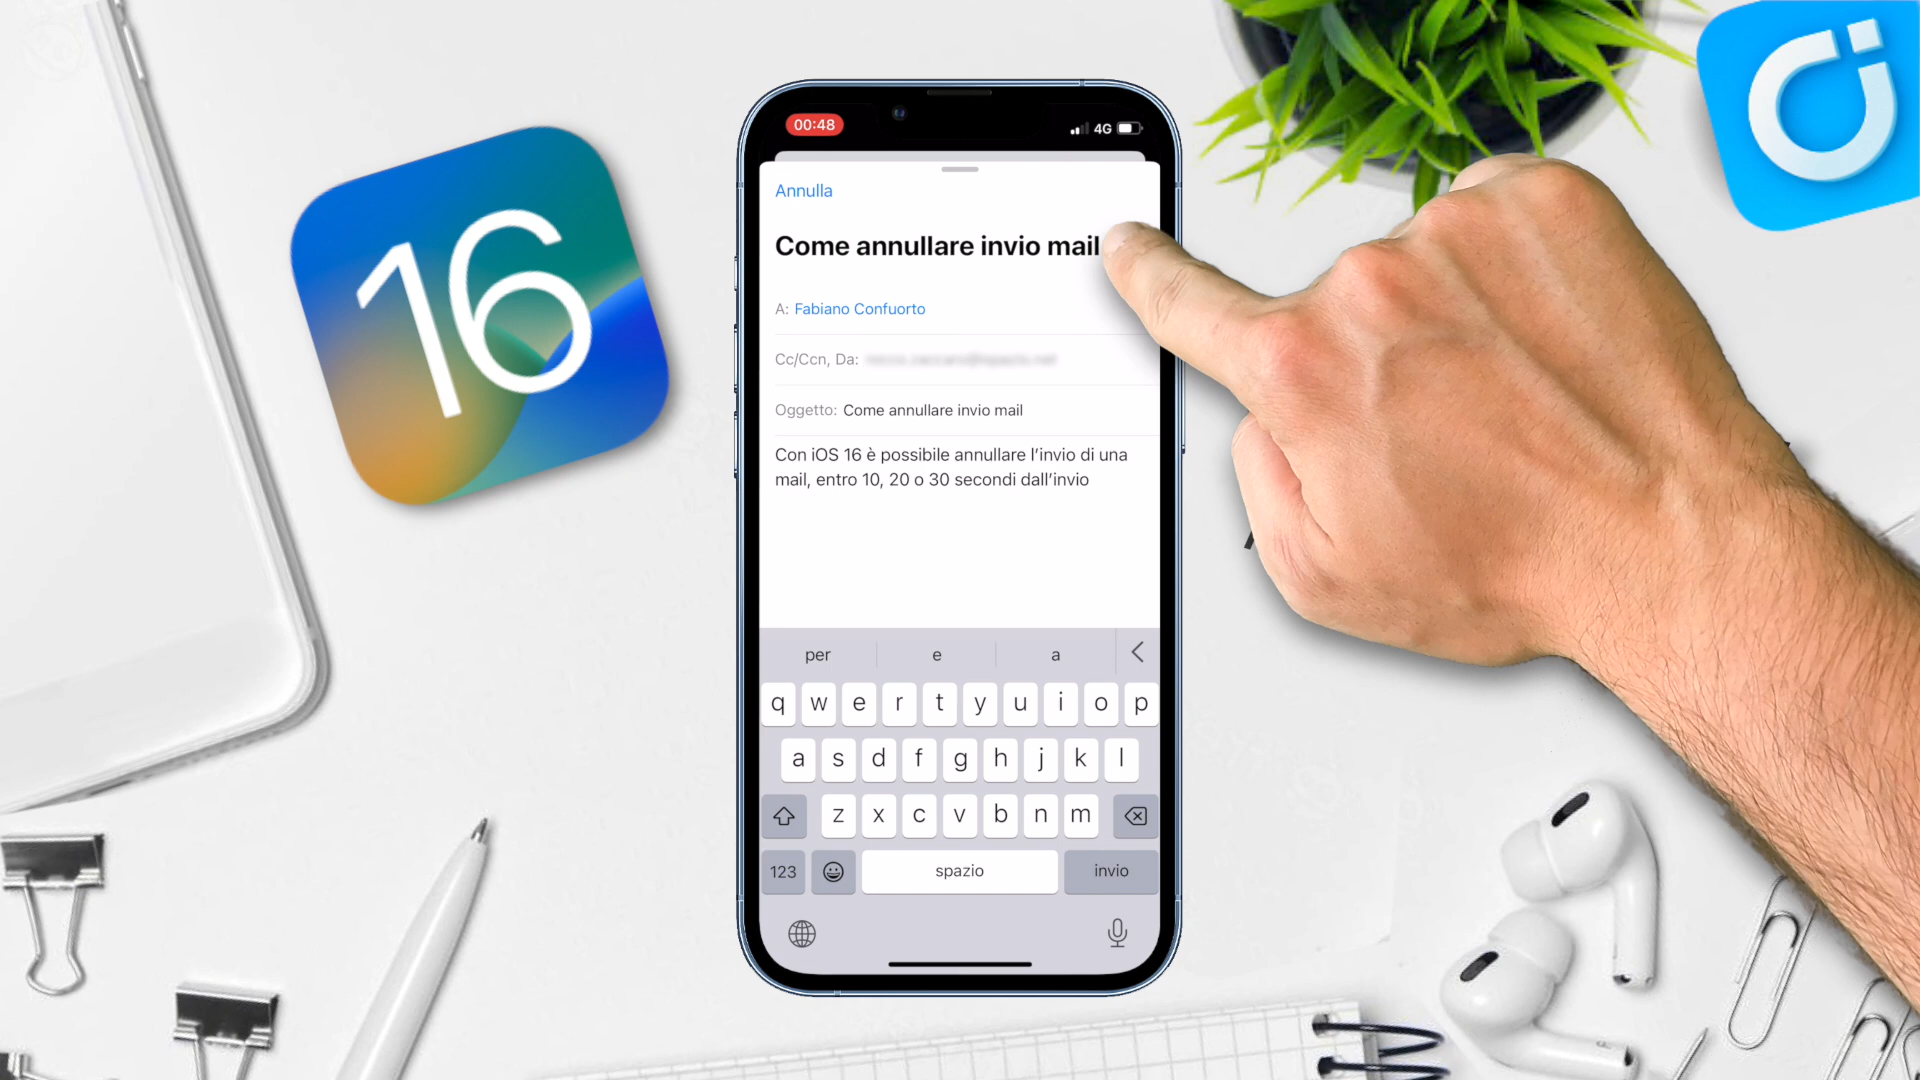 16
00:48
4G
Annulla
Come annullare invio mail
A: Fabiano Confuorto
Cc/Ccn, Da:
Oggetto: Come annullare invio mail
Con iOS 16 è possibile annullare l'invio di una
mail, entro 10, 20 o 30 secondi dall'invio
per e a
q w e r t y u i o p
a s d f g h j k l
z x c v b n m
123 spazio invio